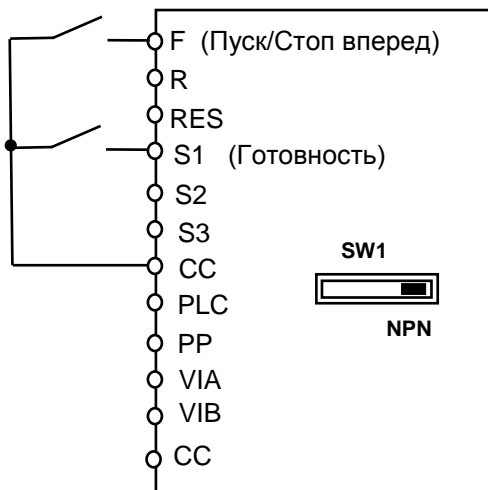 F (Пуск/Стоп вперед)
R
RES
S1 (Готовность)
S2
S3
SW1
CC
PLC
NPN
PP
VIA
VIB
CC